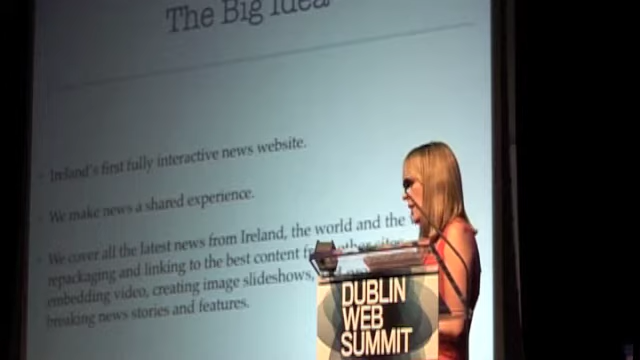 The Big Idea
Ireland's first fully interactive news website.
We make news a shared experience.
We cover all the latest news from Ireland, the world and the
repackaging and linking to the best content
embedding video, creating image slideshows,
breaking news stories and features.
DUBLIN
WEB
SUMMIT